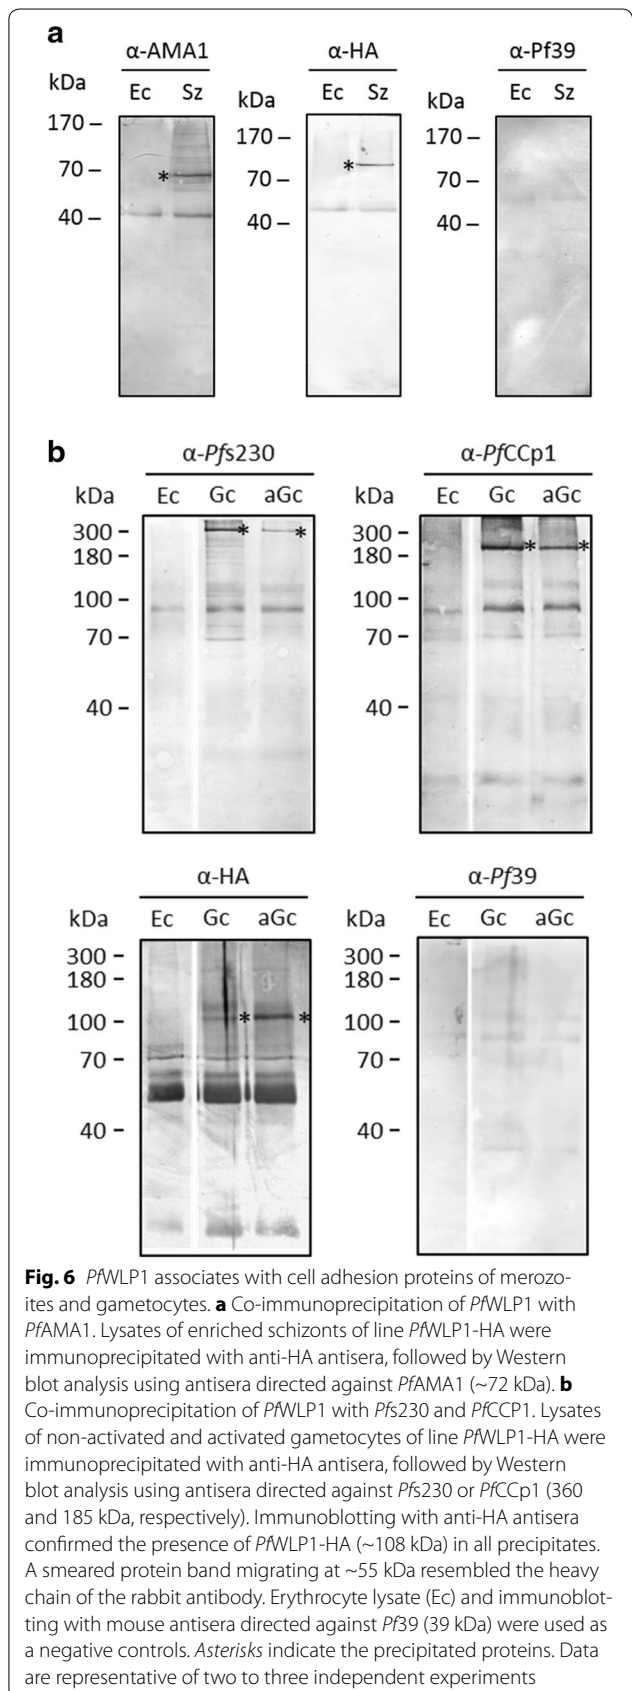 a
α-AMA1
α-HA
α-Pf39
kDa
Ec Sz
kDa
Ec Sz
kDa
Ec Sz
170 –
70 –
40 –
*
170 –
70 –
40 –
*
170 –
70 –
40 –
b
α-Pfs230
α-PfCCp1
kDa
Ec Gc aGc
kDa
Ec Gc aGc
300 –
180 –
100 –
70 –
40 –
* *
300 –
180 –
100 –
70 –
40 –
* *
α-HA
α-Pf39
kDa
Ec Gc aGc
kDa
Ec Gc aGc
300 –
180 –
100 –
70 –
40 –
* *
300 –
180 –
100 –
70 –
40 –
Fig. 6 PfWLP1 associates with cell adhesion proteins of merozo-
ites and gametocytes. a Co-immunoprecipitation of PfWLP1 with
PfAMA1. Lysates of enriched schizonts of line PfWLP1-HA were
immunoprecipitated with anti-HA antisera, followed by Western
blot analysis using antisera directed against PfAMA1 (~72 kDa). b
Co-immunoprecipitation of PfWLP1 with Pfs230 and PfCCP1. Lysates
of non-activated and activated gametocytes of line PfWLP1-HA were
immunoprecipitated with anti-HA antisera, followed by Western
blot analysis using antisera directed against Pfs230 or PfCCp1 (360
and 185 kDa, respectively). Immunoblotting with anti-HA antisera
confirmed the presence of PfWLP1-HA (~108 kDa) in all precipitates.
A smeared protein band migrating at ~55 kDa resembled the heavy
chain of the rabbit antibody. Erythrocyte lysate (Ec) and immunoblot-
ting with mouse antisera directed against Pf39 (39 kDa) were used as
a negative controls. Asterisks indicate the precipitated proteins. Data
are representative of two to three independent experiments